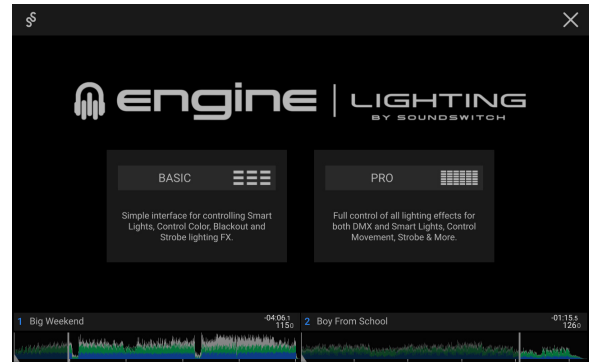 engine LIGHTING
BY SOUNDSWITCH
BASIC
Simple interface for controlling Smart
Lights, Control Color, Blackout and
Strobe lighting FX.
PRO
Full control of all lighting effects for
both DMX and Smart Lights, Control
Movement, Strobe & More.
1 Big Weekend -04:06.1
115.0
2 Boy From School -01:15.5
126.0